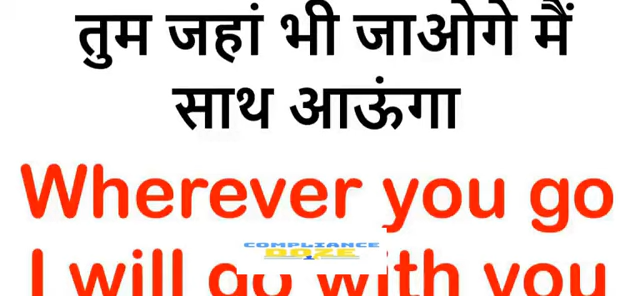 तुम जहां भी जाओगे मैं
साथ आऊंगा
Wherever you go
COMPLIANCE
DOZE
I will go with you